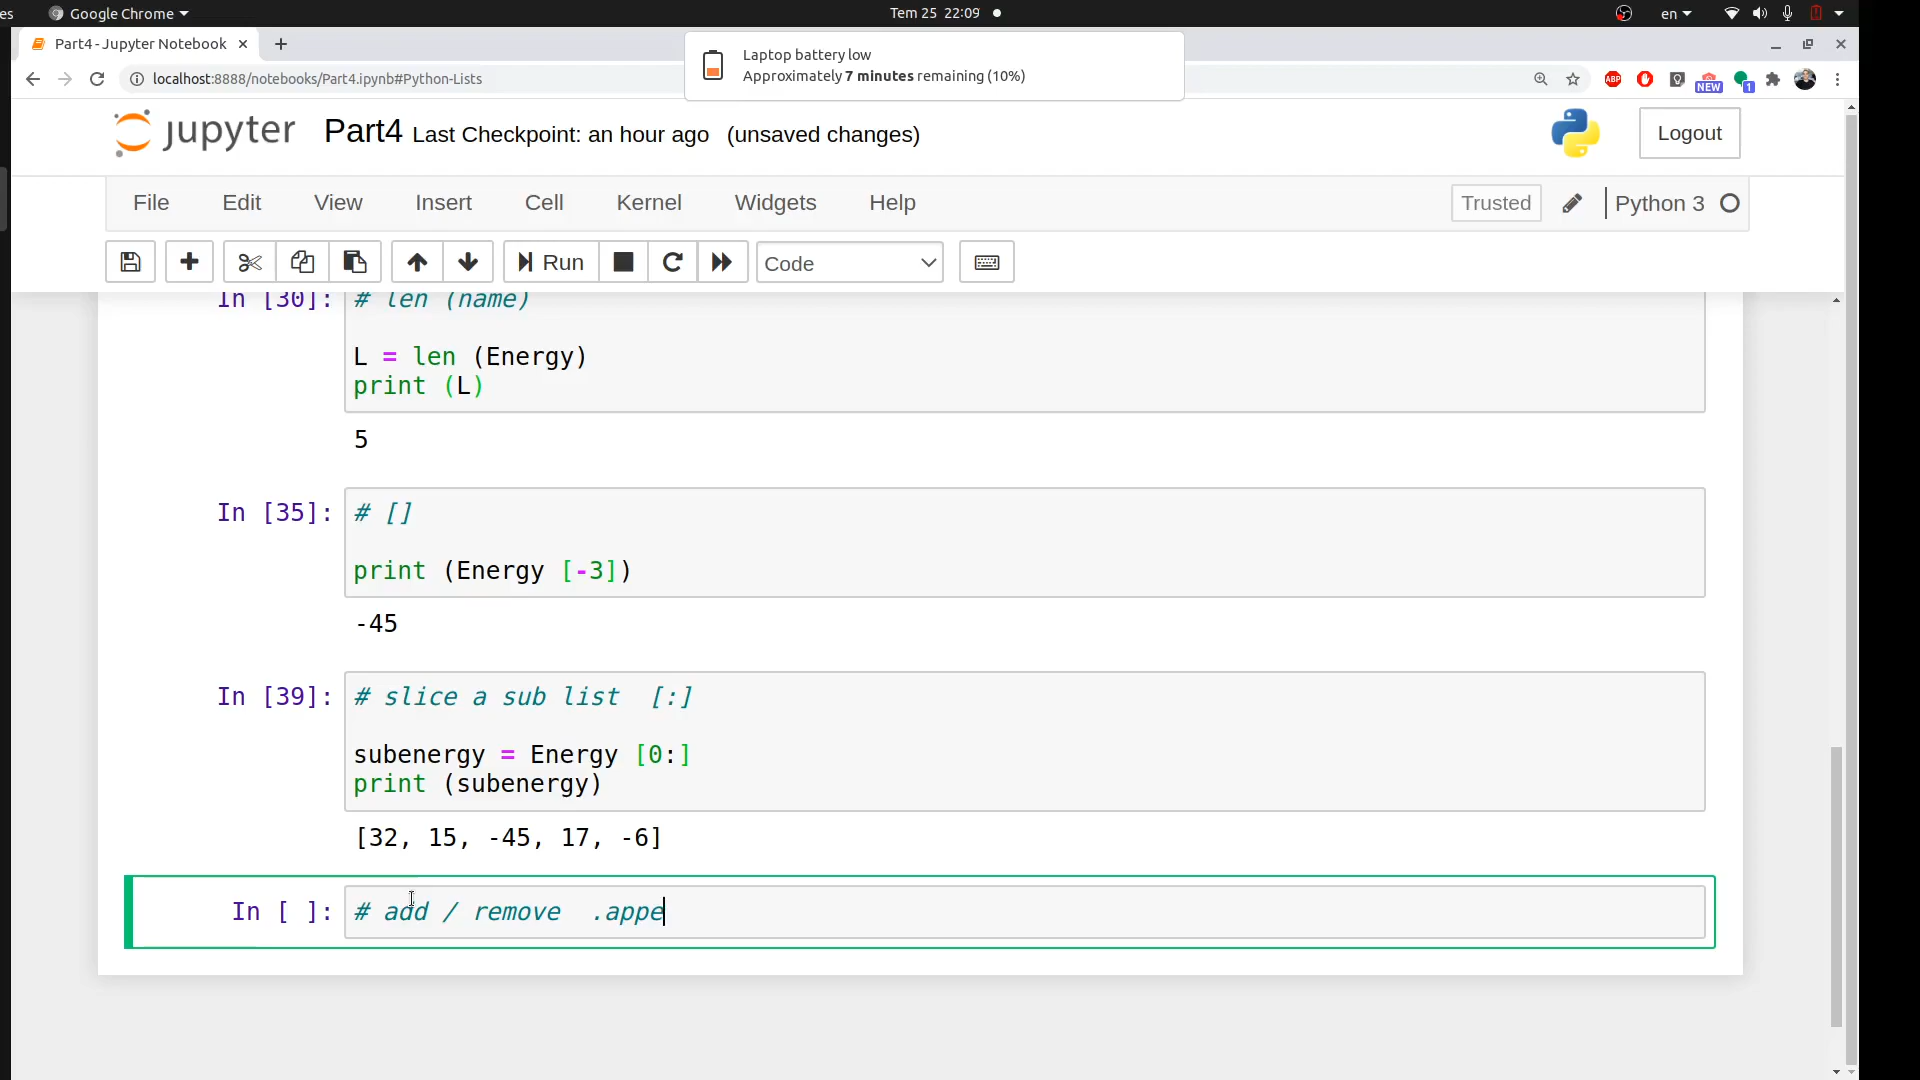 es
Google Chrome
Tem 25 22:09
en
Part4 - Jupyter Notebook
Laptop battery low
Approximately 7 minutes remaining (10%)
localhost:8888/notebooks/Part4.ipynb#Python-Lists
ABP
NEW
1
jupyter Part4 Last Checkpoint: an hour ago (unsaved changes)
Logout
File Edit View Insert Cell Kernel Widgets Help
Trusted
Python 3
Run
Code
In [30]: # len (name)
L = len (Energy)
print (L)
5
In [35]: # []
print (Energy [-3])
-45
In [39]: # slice a sub list [:]
subenergy = Energy [0:]
print (subenergy)
[32, 15, -45, 17, -6]
In [ ]: # add / remove .appe